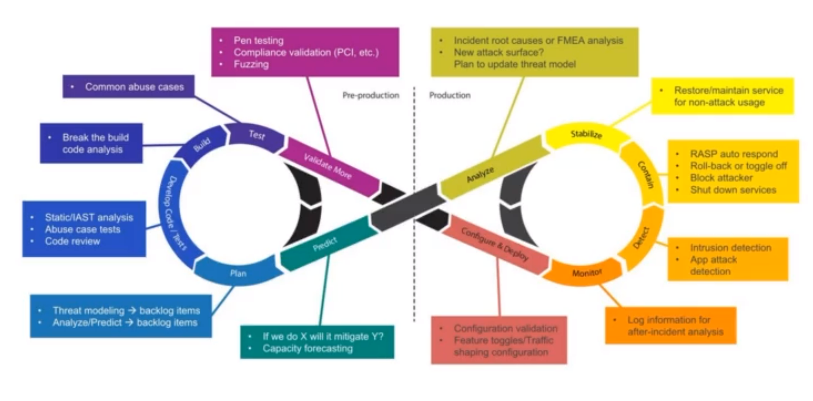 • Pen testing
• Compliance validation (PCI, etc.)
• Fuzzing
• Incident root causes or FMEA analysis
• New attack surface?
Plan to update threat model
• Common abuse cases
Pre-production
Production
• Restore/maintain service
for non-attack usage
• Break the build
code analysis
Build
Test
Validate More
Analyze
Stabilize
Contain
• RASP auto respond
• Roll-back or toggle off
• Block attacker
• Shut down services
• Static/IAST analysis
• Abuse case tests
• Code review
Develop Code / Tests
Plan
Predict
Configure & Deploy
Monitor
Detect
• Intrusion detection
• App attack
detection
• Threat modeling → backlog items
• Analyze/Predict → backlog items
• If we do X will it mitigate Y?
• Capacity forecasting
• Configuration validation
• Feature toggles/Traffic
shaping configuration
• Log information for
after-incident analysis